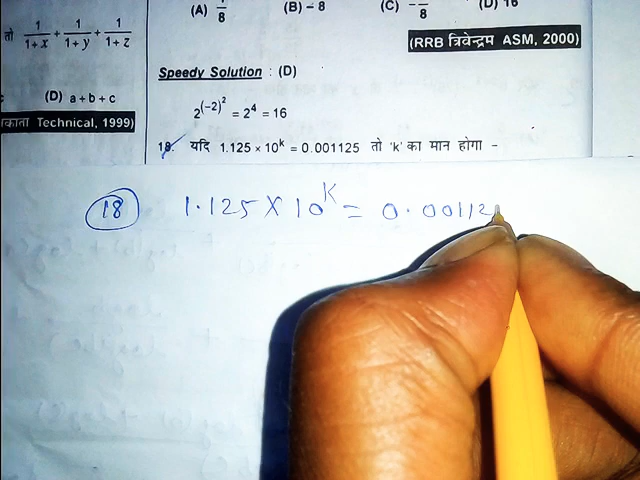 तो 1/1+x + 1/1+y + 1/1+z
(D) a+b+c
Technical, 1999)
(A) 1/8 (B) - 8 (C) - /8 (D) 16
(RRB त्रिवेन्द्रम ASM, 2000)
Speedy Solution : (D)
2^(-2)^2 = 2^4 = 16
18. यदि 1.125 × 10^k = 0.001125 तो 'k' का मान होगा -
18 1.125 X 10^K = 0.00112